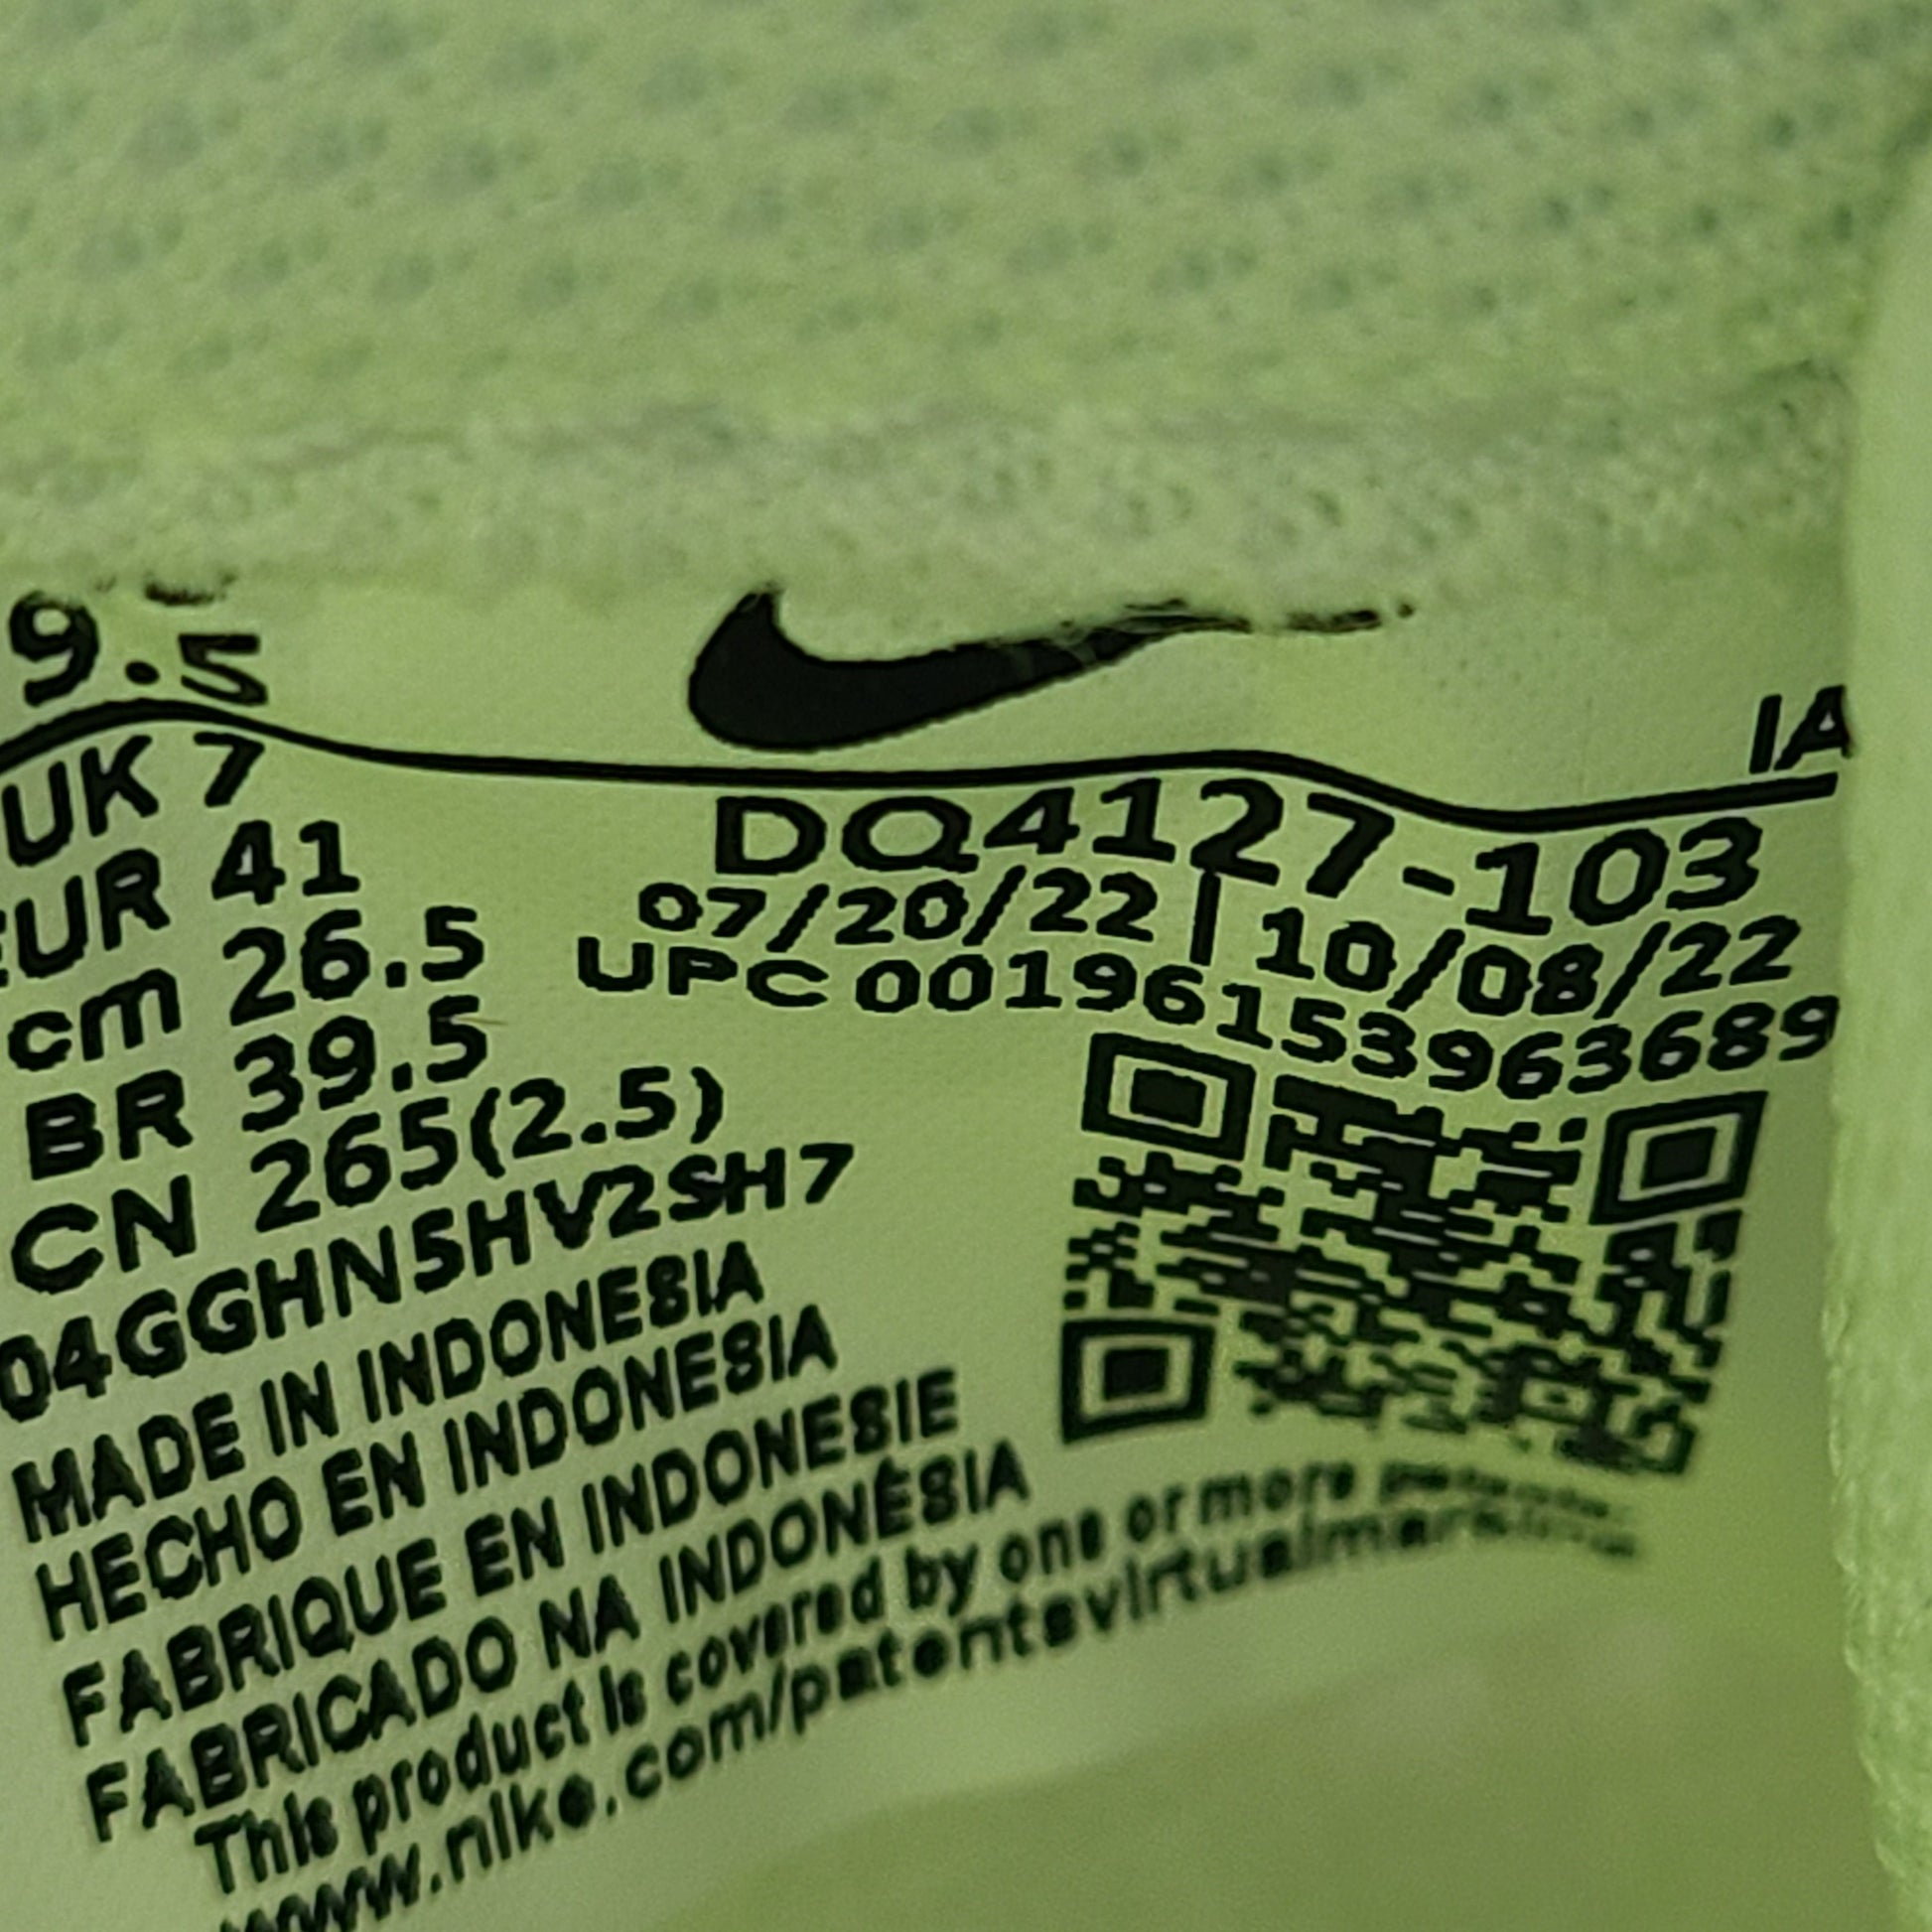 9.5
IA
UK 7
EUR 41
cm 26.5
BR 39.5
CN 265(2.5)
04GGHN5HV2SH7
MADE IN INDONESIA
HECHO EN INDONESIA
FABRIQUE EN INDONESIE
FABRICADO NA INDONÉSIA
This product is covered by one or more patents.
www.nike.com/patentsvirtualmarking
DQ4127-103
07/20/22 | 10/08/22
UPC 00196153963689